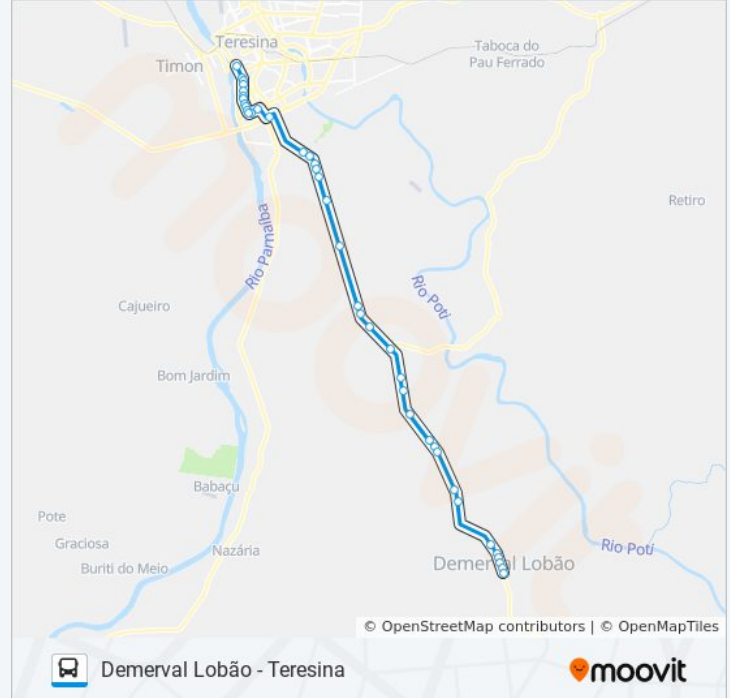 Teresina
Taboca do
Pau Ferrado
Timon
Retiro
Rio Parnaíba
Rio Poti
Cajueiro
Bom Jardim
Babaçu
Pote
Graciosa
Nazária
Buriti do Meio
Rio Poti
Demerval Lobão
moovit
© OpenStreetMap contributors | © OpenMapTiles
Demerval Lobão - Teresina
moovit